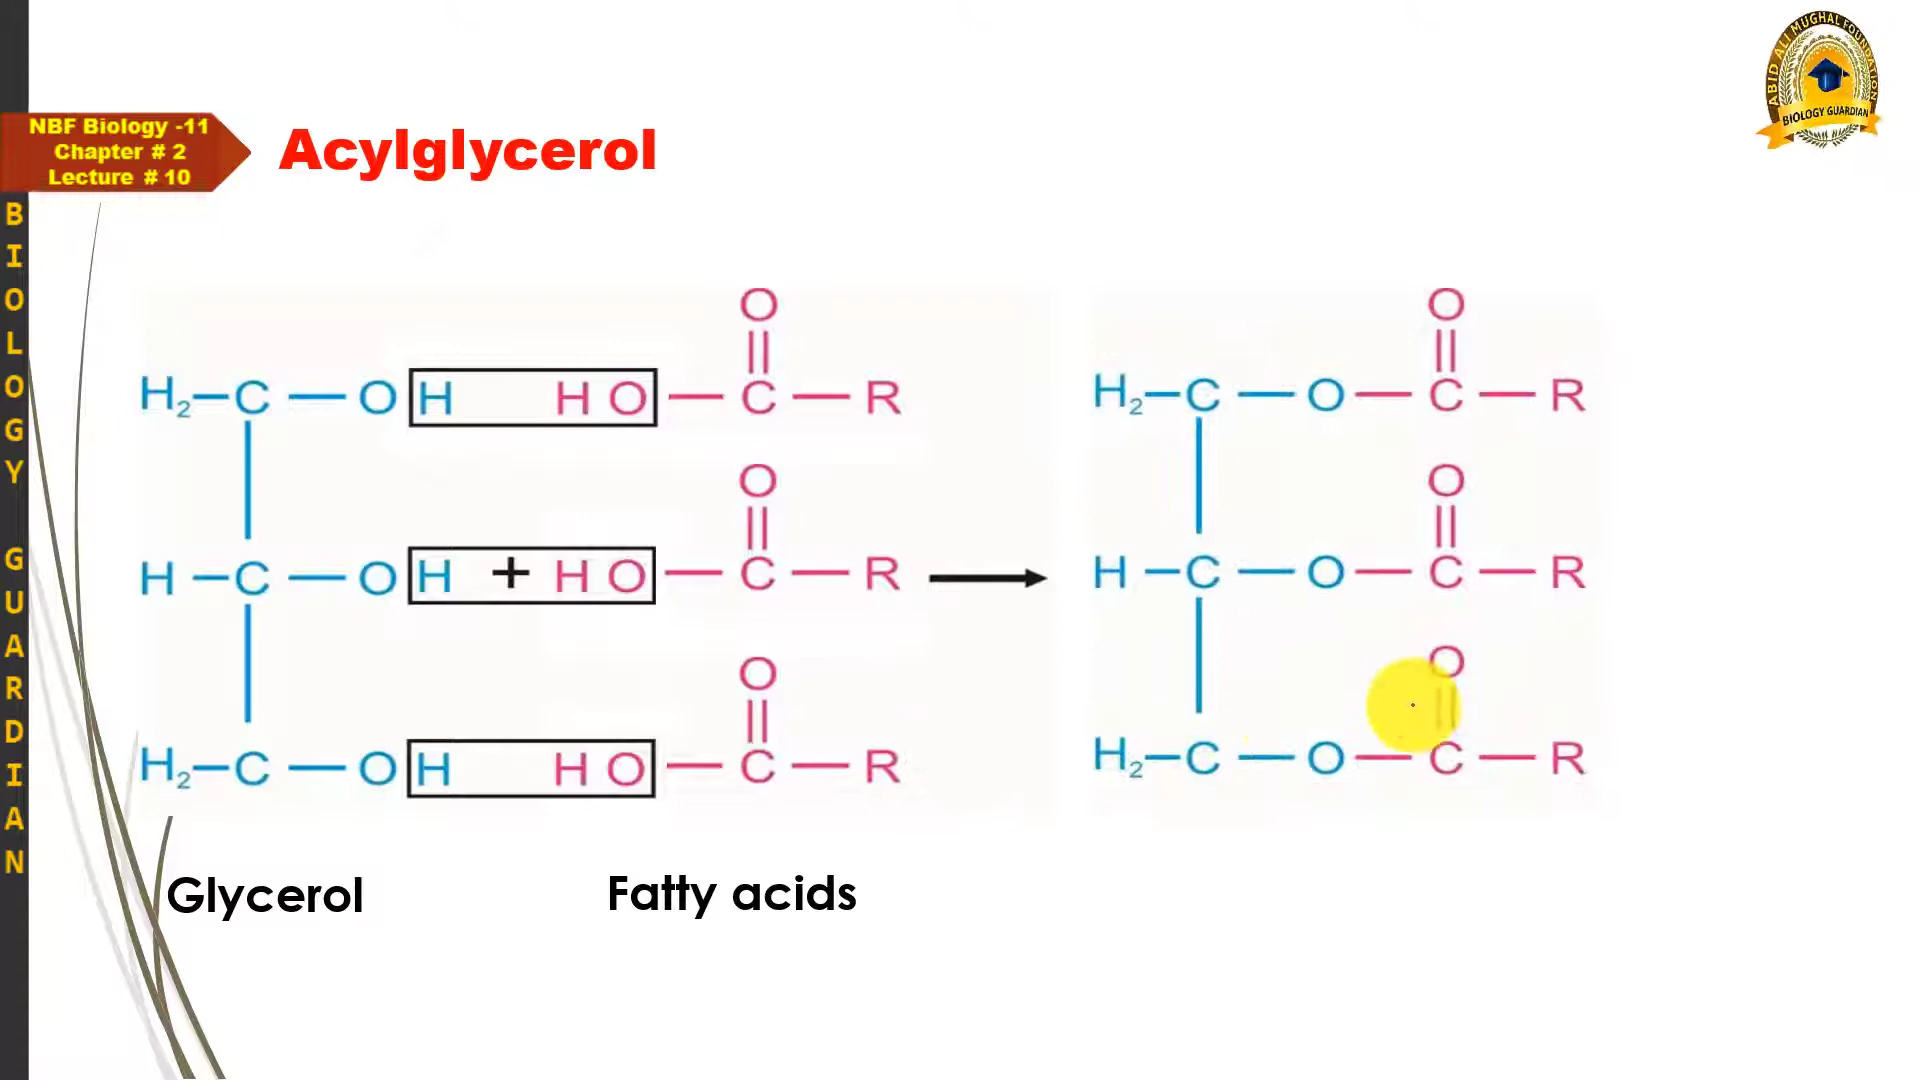 ABID ALI MUGHAL FOUNDATION
BIOLOGY GUARDIAN
NBF Biology -11
Chapter # 2
Lecture # 10
Acylglycerol
BIOLOGY GUARDIAN
O O
H₂–C–O H HO–C–R H₂–C–O–C–R
O O
H–C–O H + HO–C–R → H–C–O–C–R
O O
H₂–C–O H HO–C–R H₂–C–O–C–R
Glycerol Fatty acids